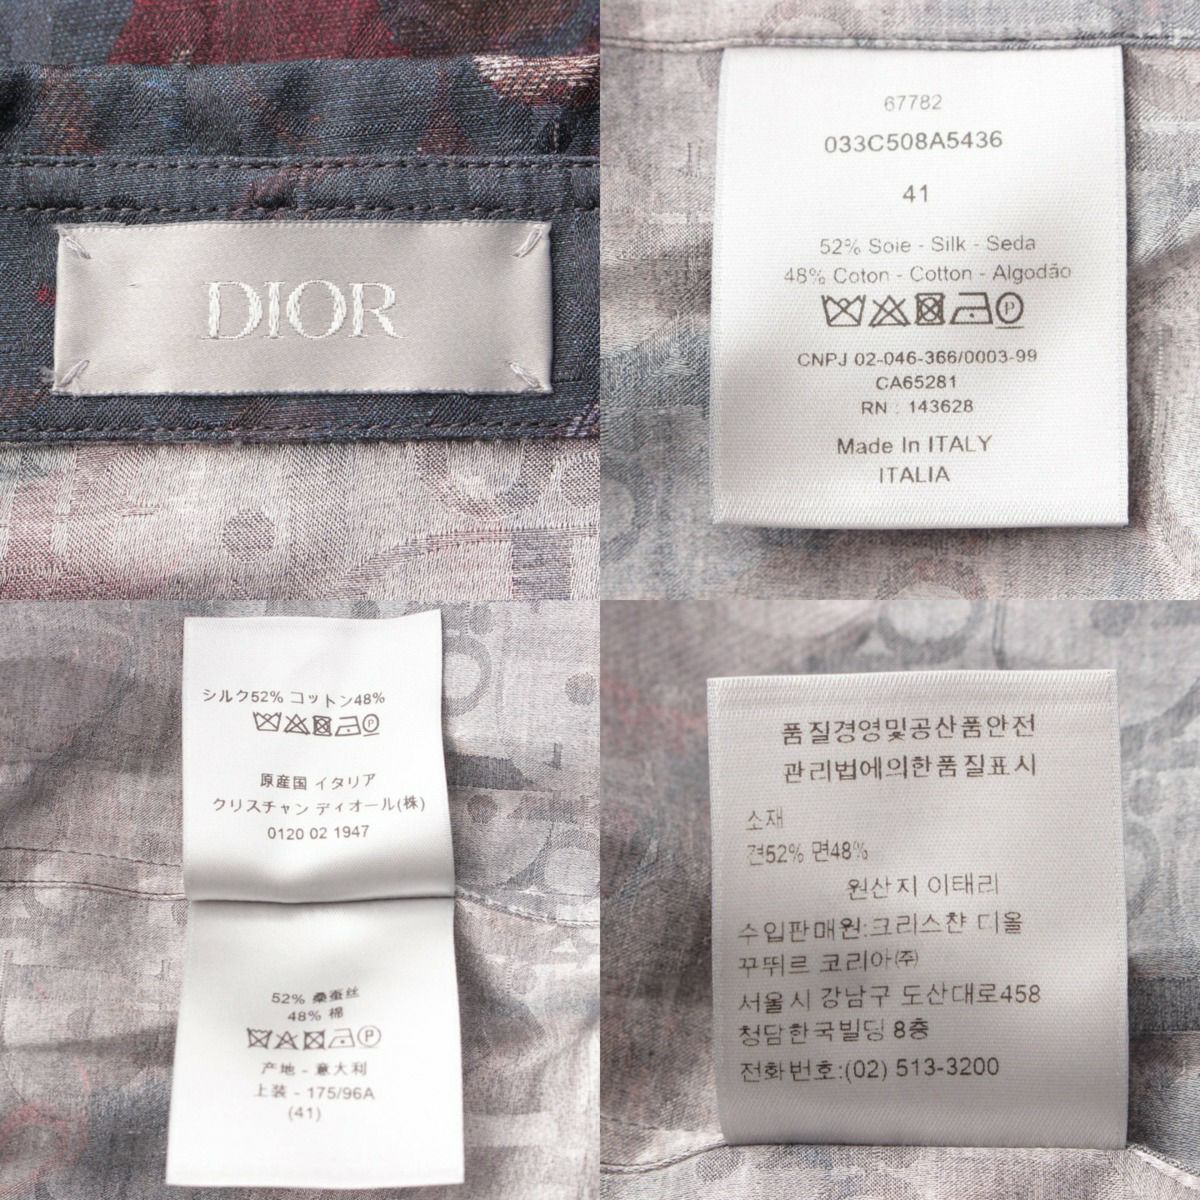 DIOR
67782
033C508A5436
41
52% Soie - Silk - Seda
48% Coton - Cotton - Algodão
CNPJ 02-046-366/0003-99
CA65281
RN : 143628
Made In ITALY
ITALIA
シルク52% コットン48%
原産国 イタリア
クリスチャン ディオール(株)
0120 02 1947
52% 桑蚕丝
48% 棉
产地 - 意大利
上装 - 175/96A
(41)
품질경영및공산품안전
관리법에의한품질표시
소재
견52% 면48%
원산지 이태리
수입판매원:크리스챤 디올
꾸뛰르 코리아㈜
서울시 강남구 도산대로458
청담한국빌딩 8층
전화번호:(02) 513-3200